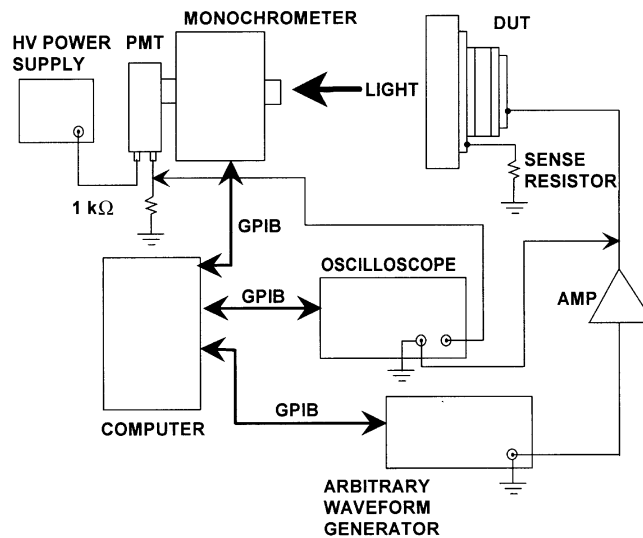 MONOCHROMETER
DUT
HV POWER
SUPPLY
PMT
LIGHT
SENSE
RESISTOR
1 kΩ
GPIB
OSCILLOSCOPE
GPIB
AMP
GPIB
COMPUTER
ARBITRARY
WAVEFORM
GENERATOR